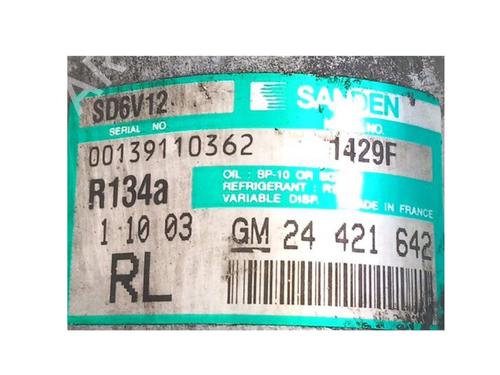 SD6V12
SANDEN
SERIAL NO
NO.
00139110362
1429F
R134a
OIL : SP-10 OR
REFRIGERANT :
VARIABLE DISP.
MADE IN FRANCE
1 10 03
GM 24 421 642
RL